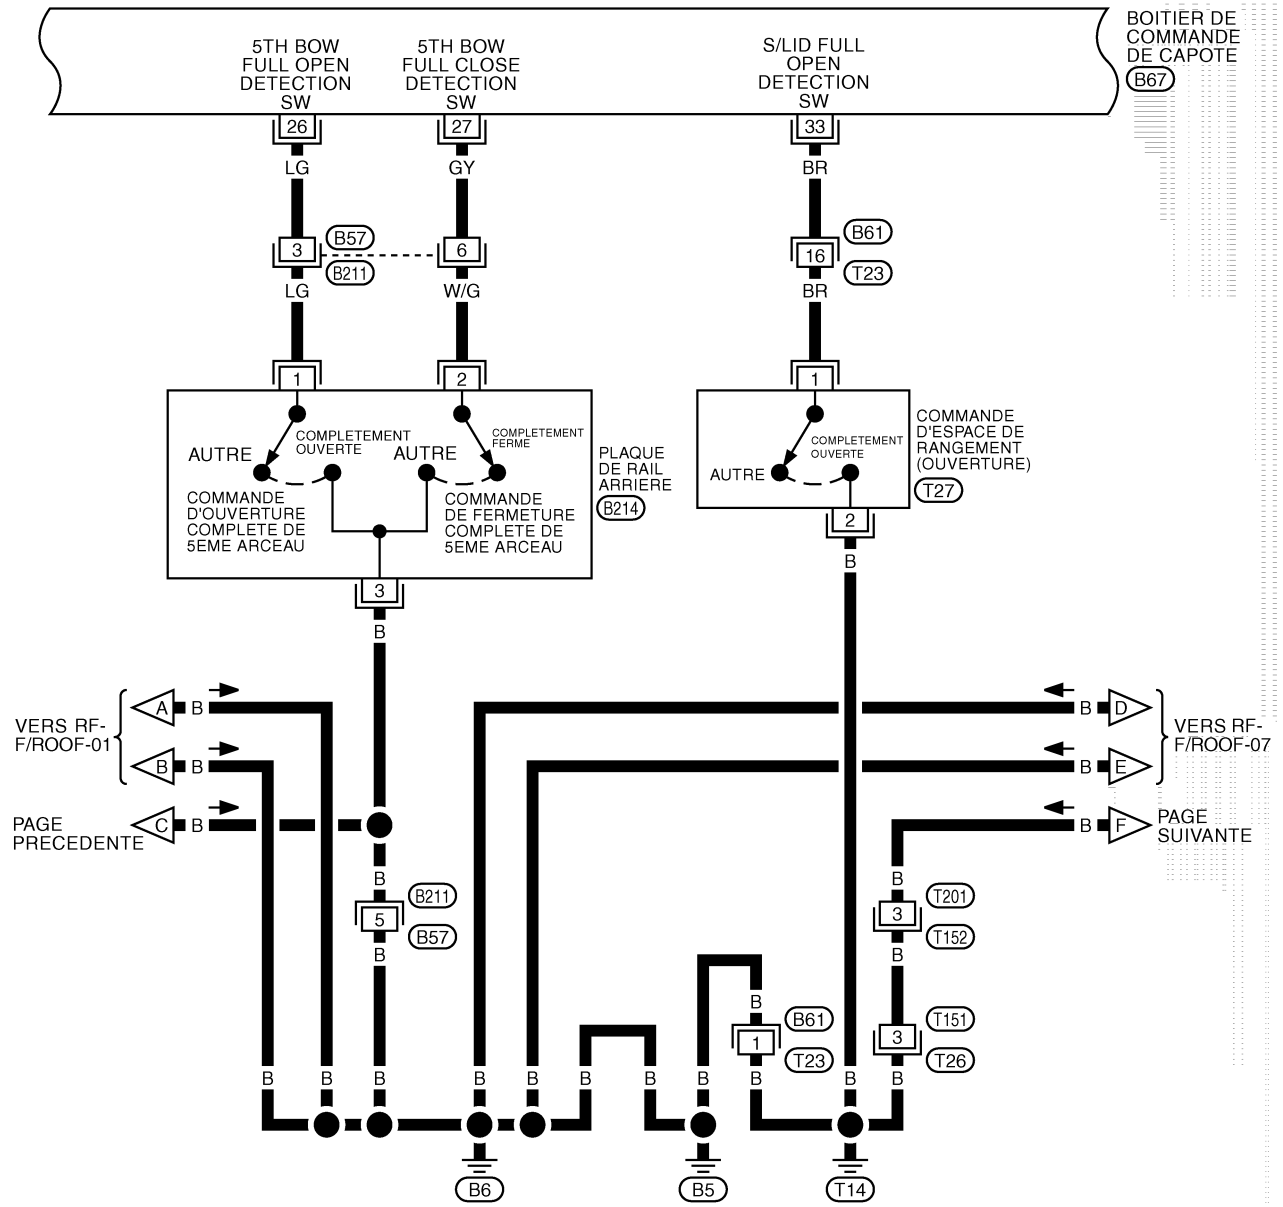 BOITIER DE
COMMANDE
DE CAPOTE
B67
5TH BOW
FULL OPEN
DETECTION
SW
5TH BOW
FULL CLOSE
DETECTION
SW
S/LID FULL
OPEN
DETECTION
SW
26
27
33
LG
GY
BR
B57
B61
3
6
16
B211
T23
LG
W/G
BR
1
2
1
COMPLETEMENT
OUVERTE
AUTRE
COMPLETEMENT
FERME
AUTRE
COMMANDE
D'OUVERTURE
COMPLETE DE
5EME ARCEAU
COMMANDE
DE FERMETURE
COMPLETE DE
5EME ARCEAU
PLAQUE
DE RAIL
ARRIERE
B214
COMPLETEMENT
OUVERTE
AUTRE
COMMANDE
D'ESPACE DE
RANGEMENT
(OUVERTURE)
T27
2
B
3
B
VERS RF-
F/ROOF-01
A
B
B
B
PAGE
PRECEDENTE
C
B
B
D
B
E
VERS RF-
F/ROOF-07
B
F
PAGE
SUIVANTE
B
B211
5
B57
B
B
T201
3
T152
B
B
B61
1
T23
T151
3
T26
B
B
B
B
B
B
B
B
B
B
B
B6
B5
T14